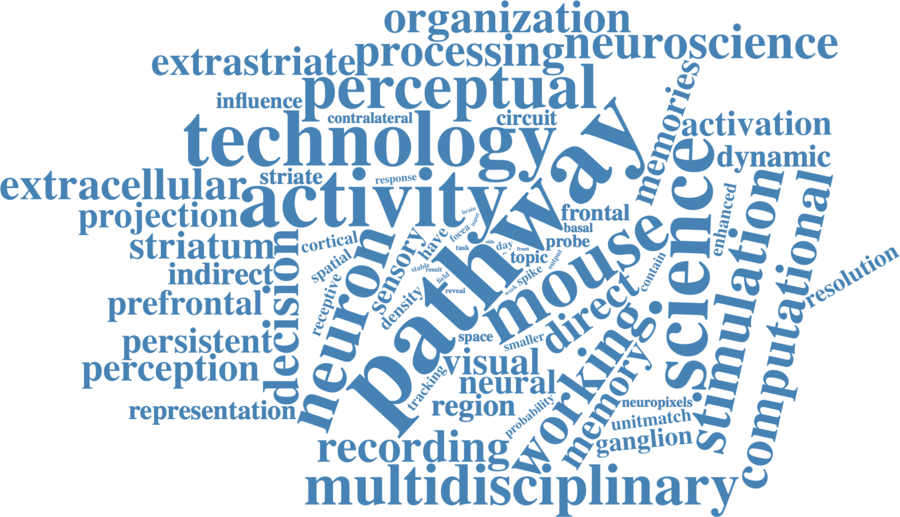 organization
neuroscience
processing
extrastriate
perceptual
influence
contralateral
circuit
memories
activation
technology
dynamic
striate
response
extracellular
activity
pathway
science
projection
frontal
basal
brain
enhanced
striatum
cortical
sensory
have
fovea
input
task
side
day
front
topic
probe
mouse
stimulation
computational
indirect
spatial
stable
result
field
reveal
week
spike
output
contain
resolution
prefrontal
receptive
density
neuron
decision
direct
persistent
space
smaller
perception
visual
tracking
neural
working
memory
representation
region
probability
neuropixels
unitmatch
recording
ganglion
multidisciplinary